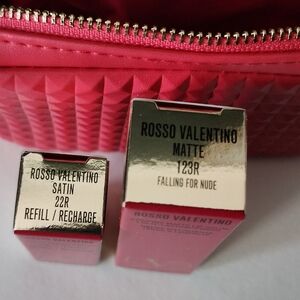 ROSSO VALENTINO
SATIN
22R
REFILL / RECHARGE
ROSSO VALENTINO
MATTE
123R
FALLING FOR NUDE
ROSSO VALENTINO